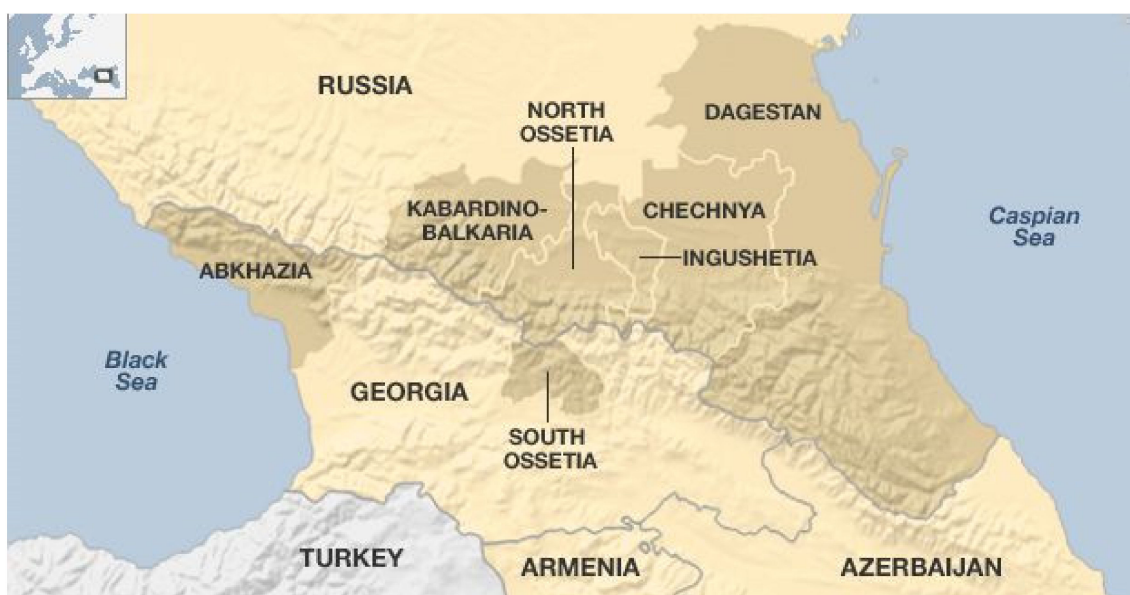 RUSSIA
NORTH
OSSETIA
DAGESTAN
KABARDINO-
BALKARIA
CHECHNYA
Caspian
Sea
INGUSHETIA
ABKHAZIA
Black
Sea
GEORGIA
SOUTH
OSSETIA
TURKEY
ARMENIA
AZERBAIJAN